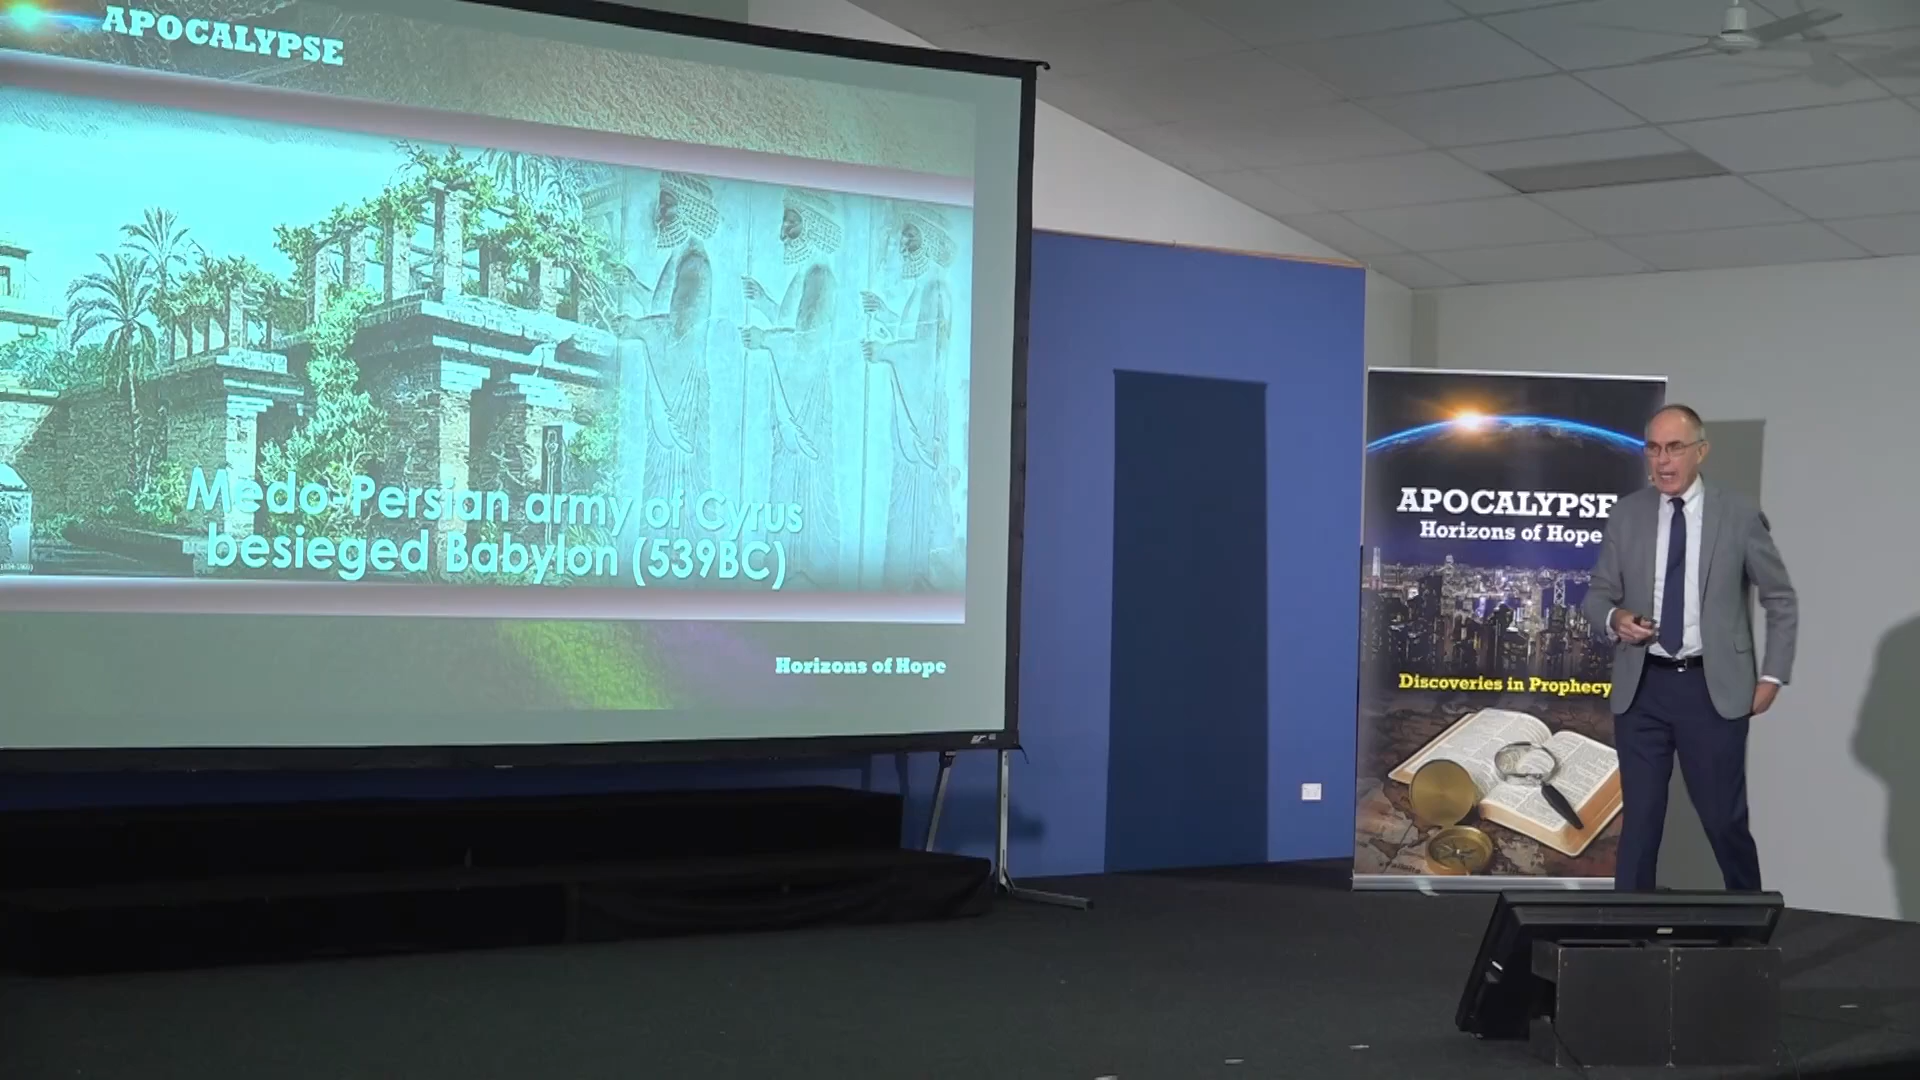 APOCALYPSE
Medo-Persian army of Cyrus
besieged Babylon (539BC)
Horizons of Hope
APOCALYPSE
Horizons of Hope
Discoveries in Prophecy